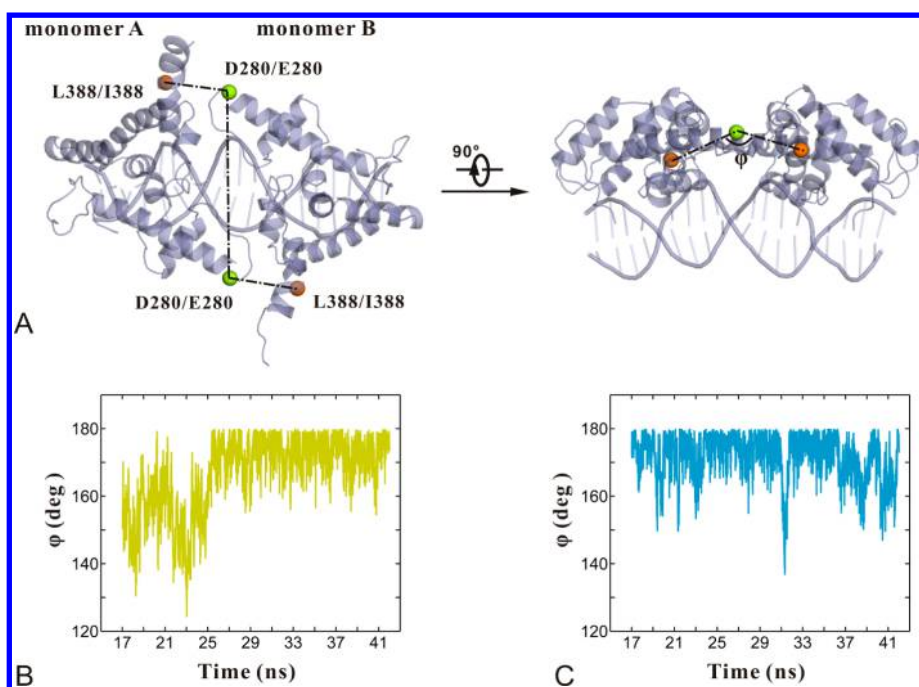 monomer A monomer B
D280/E280
L388/I388
90°
φ
D280/E280 L388/I388
A
180
160
140
120
φ (deg)
17 21 25 29 33 37 41
Time (ns)
B
180
160
140
120
φ (deg)
17 21 25 29 33 37 41
Time (ns)
C